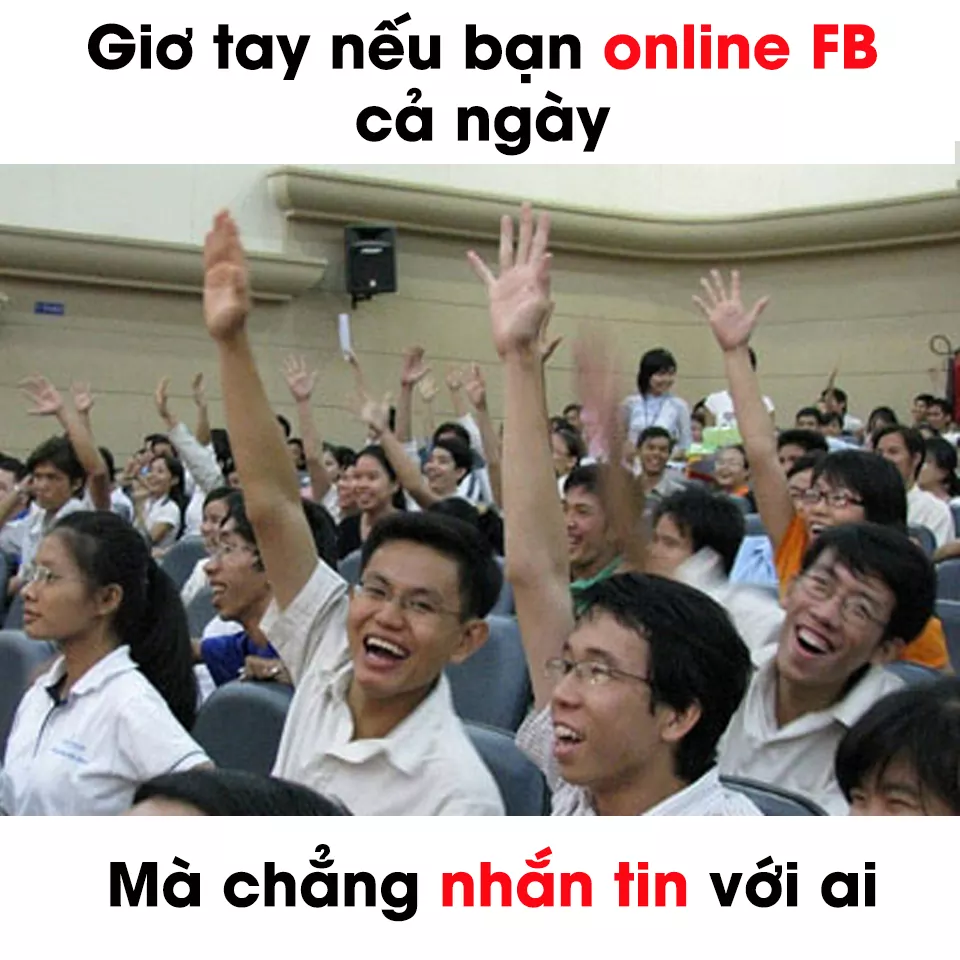 Giơ tay nếu bạn online FB
cả ngày
Mà chẳng nhắn tin với ai